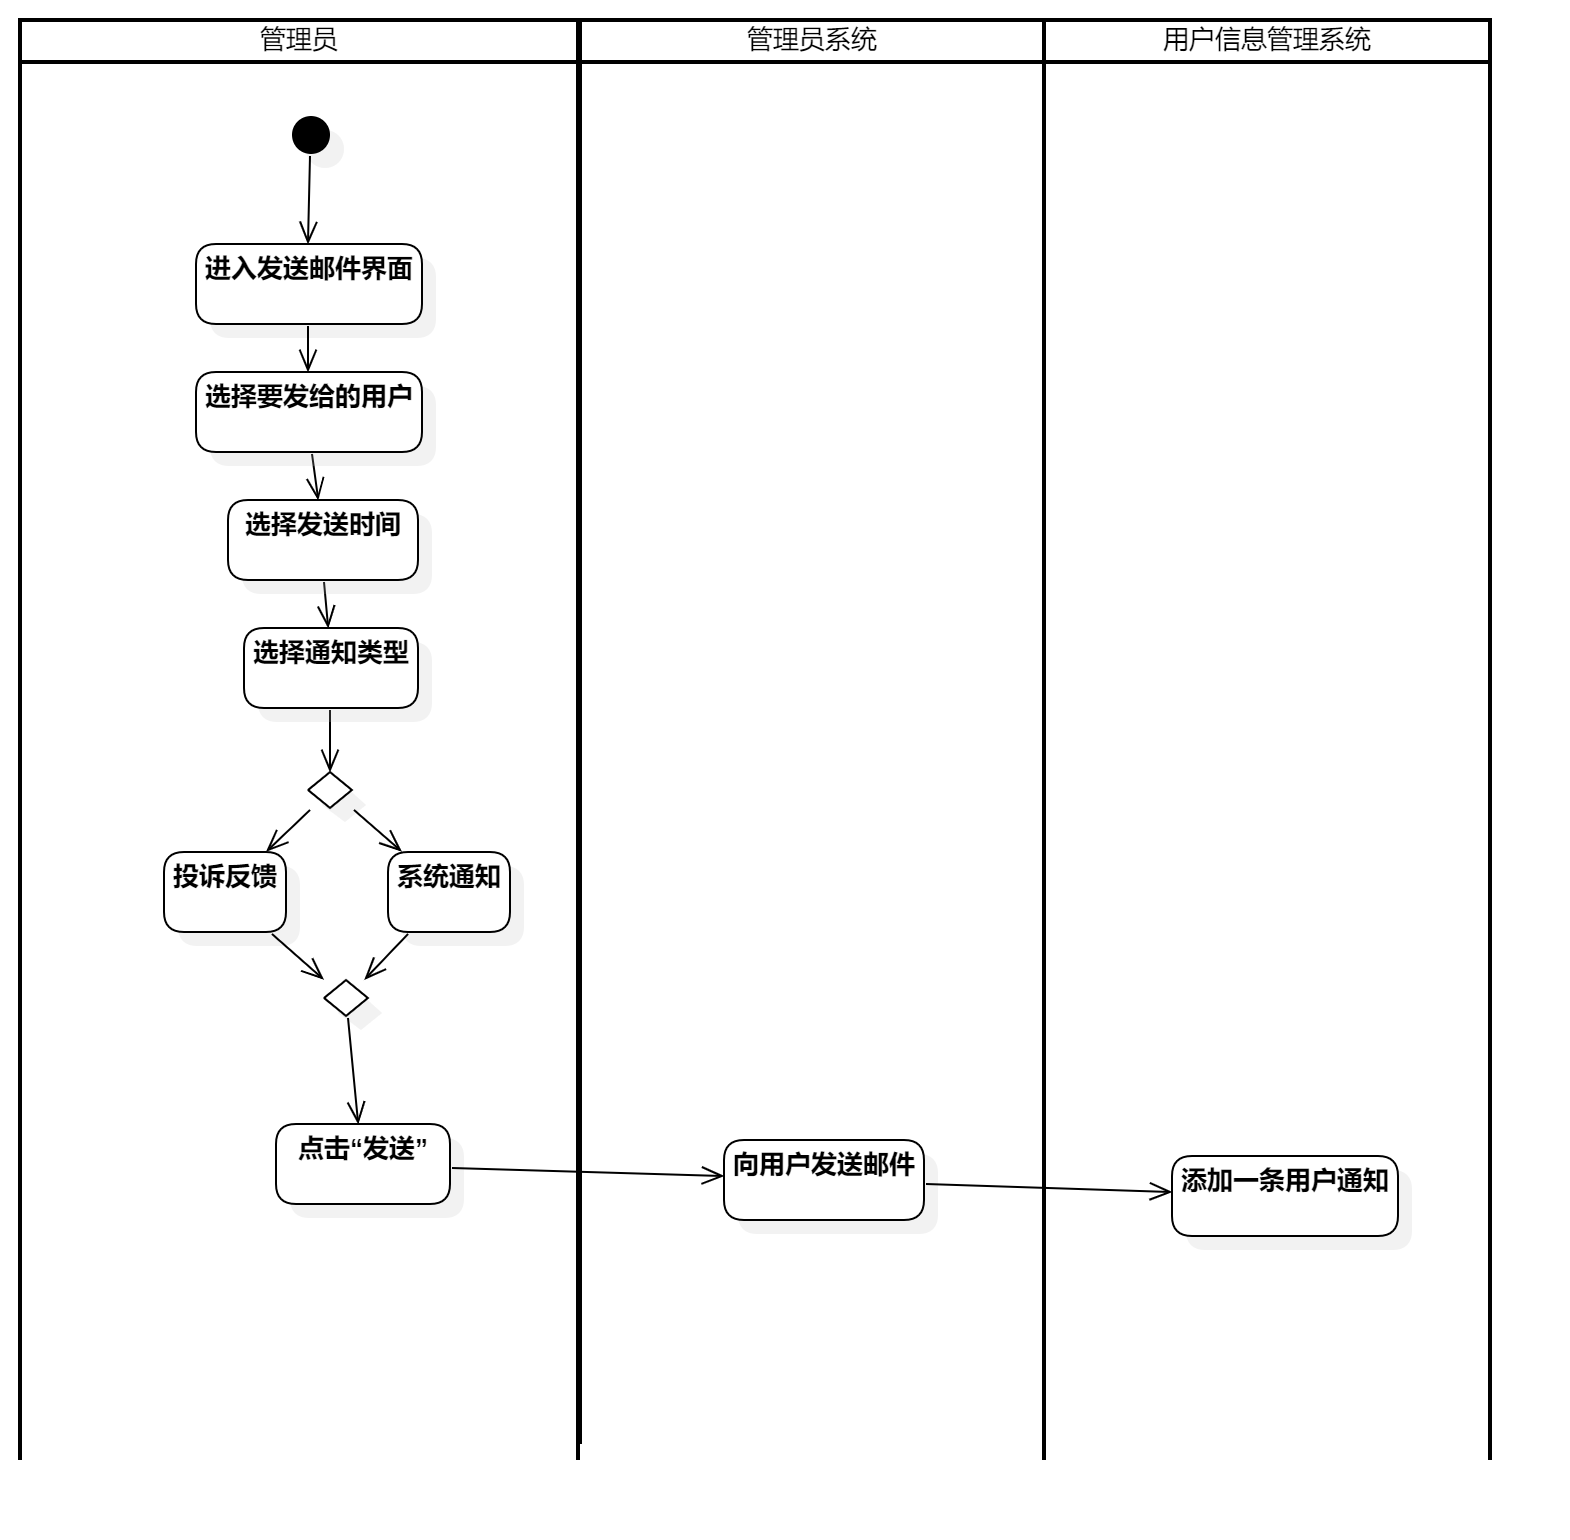 管理员
管理员系统
用户信息管理系统
进入发送邮件界面
选择要发给的用户
选择发送时间
选择通知类型
投诉反馈
系统通知
点击“发送”
向用户发送邮件
添加一条用户通知